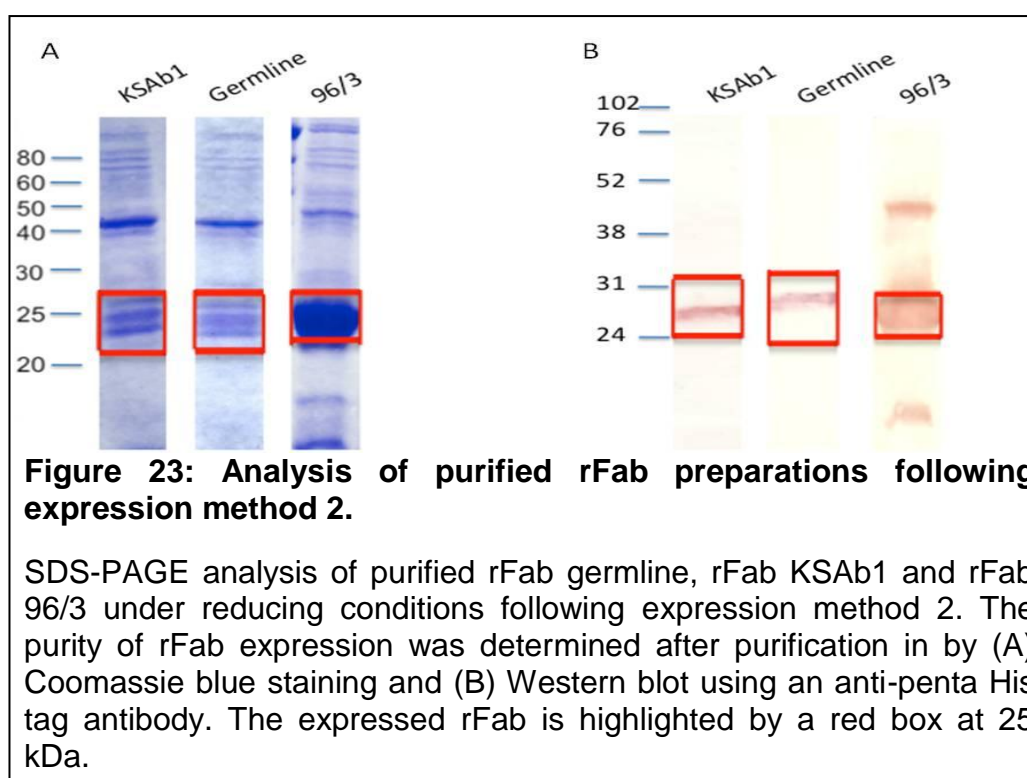 A
KSAb1 Germline 96/3
80
60
50
40
30
25
20
B
KSAb1 Germline 96/3
102
76
52
38
31
24
Figure 23: Analysis of purified rFab preparations following
expression method 2.
SDS-PAGE analysis of purified rFab germline, rFab KSAb1 and rFab
96/3 under reducing conditions following expression method 2. The
purity of rFab expression was determined after purification in by (A)
Coomassie blue staining and (B) Western blot using an anti-penta His
tag antibody. The expressed rFab is highlighted by a red box at 25
kDa.